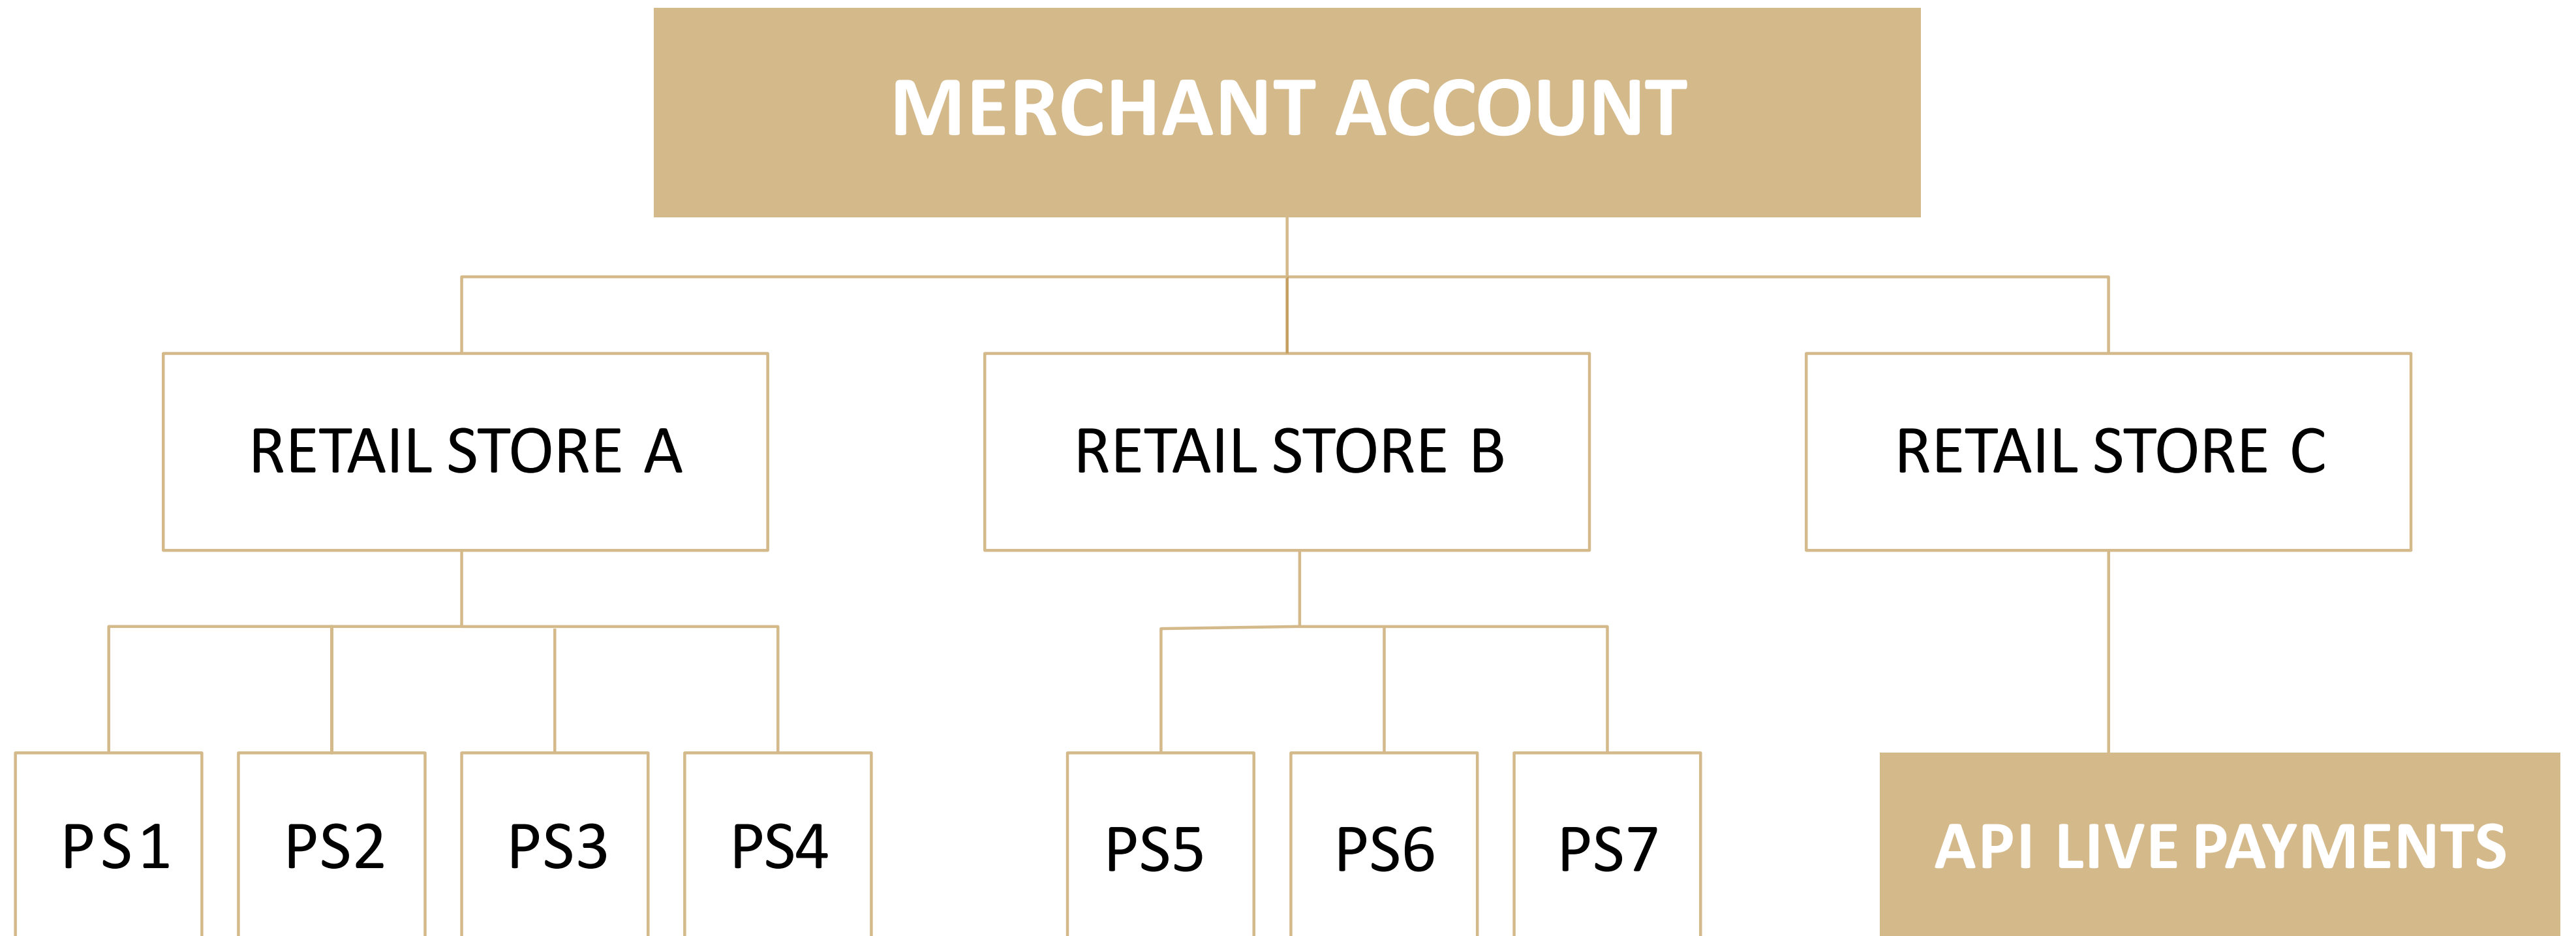 MERCHANT ACCOUNT
RETAIL STORE A
RETAIL STORE B
RETAIL STORE C
PS1
PS2
PS3
PS4
PS5
PS6
PS7
API LIVE PAYMENTS